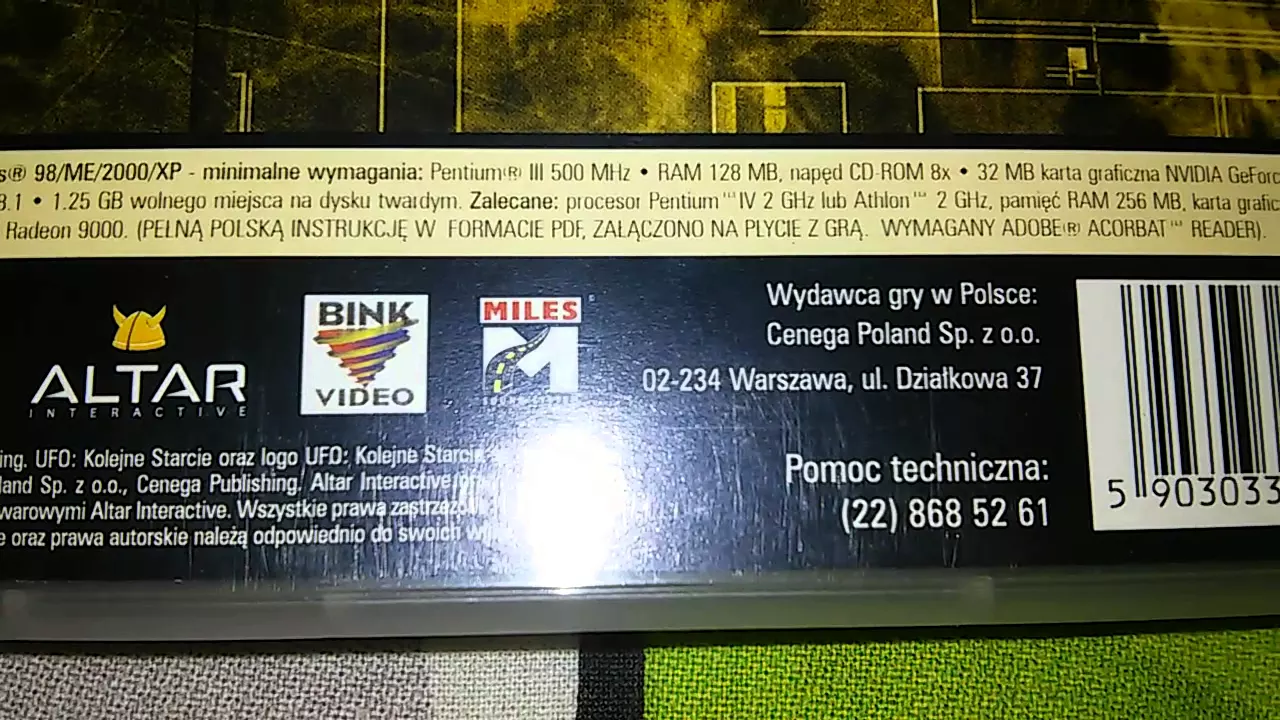 s® 98/ME/2000/XP - minimalne wymagania: Pentium® III 500 MHz • RAM 128 MB, napęd CD-ROM 8x • 32 MB karta graficzna NVIDIA GeForc
8.1 • 1.25 GB wolnego miejsca na dysku twardym. Zalecane: procesor Pentium™ IV 2 GHz lub Athlon™ 2 GHz, pamięć RAM 256 MB, karta grafic
Radeon 9000. (PEŁNĄ POLSKĄ INSTRUKCJĘ W FORMACIE PDF, ZAŁĄCZONO NA PŁYCIE Z GRĄ. WYMAGANY ADOBE® ACORBAT™ READER).
ALTAR
INTERACTIVE
BINK
VIDEO
MILES
Wydawca gry w Polsce:
Cenega Poland Sp. z o.o.
02-234 Warszawa, ul. Działkowa 37
ing. UFO: Kolejne Starcie oraz logo UFO: Kolejne Starcie
land Sp. z o.o., Cenega Publishing. Altar Interactive
warowymi Altar Interactive. Wszystkie prawa zastrzeżo
e oraz prawa autorskie należą odpowiednio do swoich
Pomoc techniczna:
(22) 868 52 61
5 903033